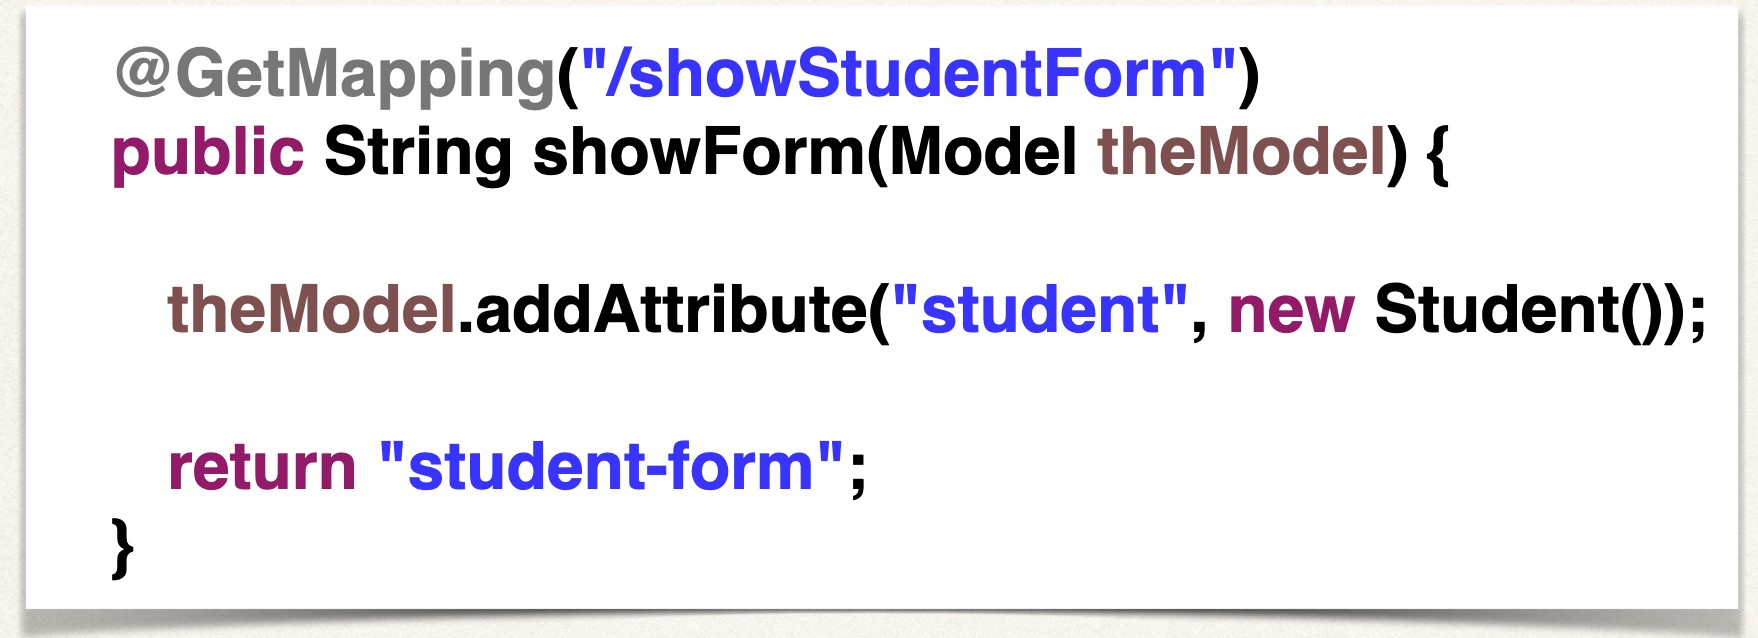 @GetMapping("/showStudentForm")
public String showForm(Model theModel) {
theModel.addAttribute("student", new Student());
return "student-form";
}